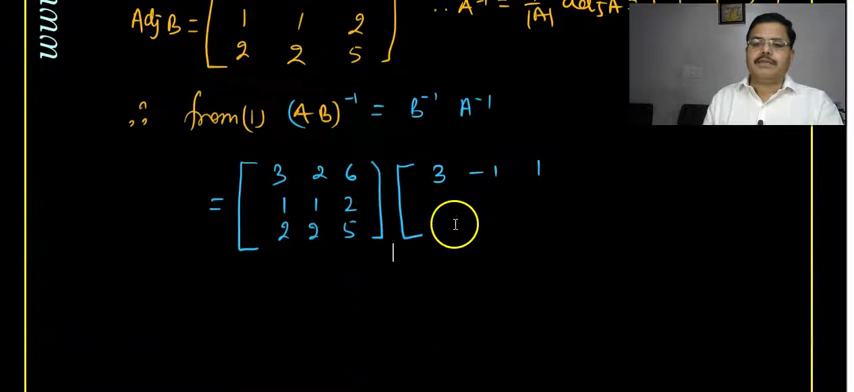 www
Adj B = [ 1 1 2
2 2 5 ]
∴ A⁻¹ = 1/|A| adj A =
∴ from (1) (AB)⁻¹ = B⁻¹ A⁻¹
= [ 3 2 6 ] [ 3 -1 1
1 1 2
2 2 5